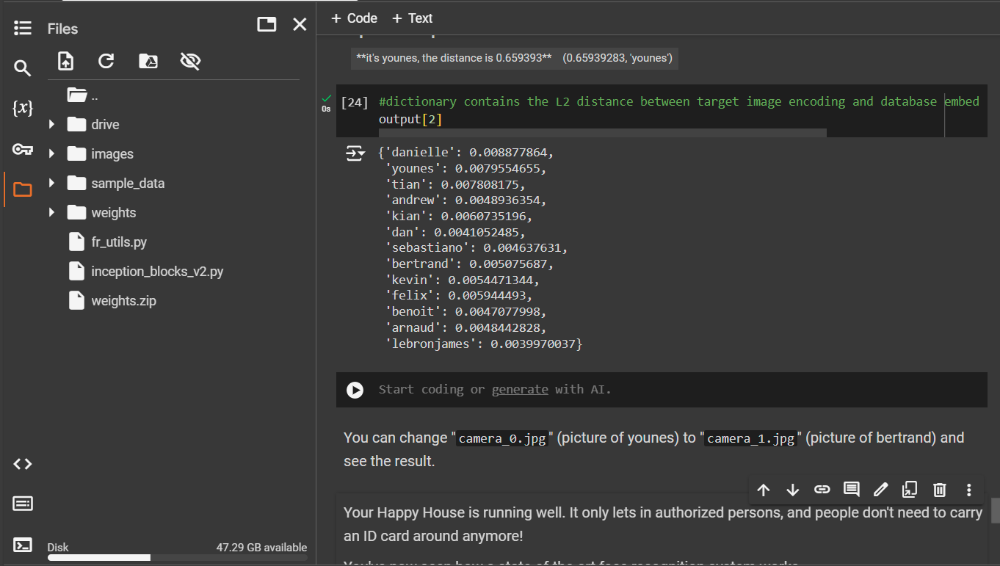 Files
+ Code + Text
**it's younes, the distance is 0.659393** (0.65939283, 'younes')
..
drive
images
sample_data
weights
fr_utils.py
inception_blocks_v2.py
weights.zip
{x}
Disk 47.29 GB available
0s
[24] #dictionary contains the L2 distance between target image encoding and database embed
output[2]
{'danielle': 0.008877864,
'younes': 0.0079554655,
'tian': 0.007808175,
'andrew': 0.0048936354,
'kian': 0.0060735196,
'dan': 0.0041052485,
'sebastiano': 0.004637631,
'bertrand': 0.005075687,
'kevin': 0.0054471344,
'felix': 0.005944493,
'benoit': 0.0047077998,
'arnaud': 0.0048442828,
'lebronjames': 0.0039970037}
Start coding or generate with AI.
You can change "camera_0.jpg" (picture of younes) to "camera_1.jpg" (picture of bertrand) and
see the result.
Your Happy House is running well. It only lets in authorized persons, and people don't need to carry
an ID card around anymore!